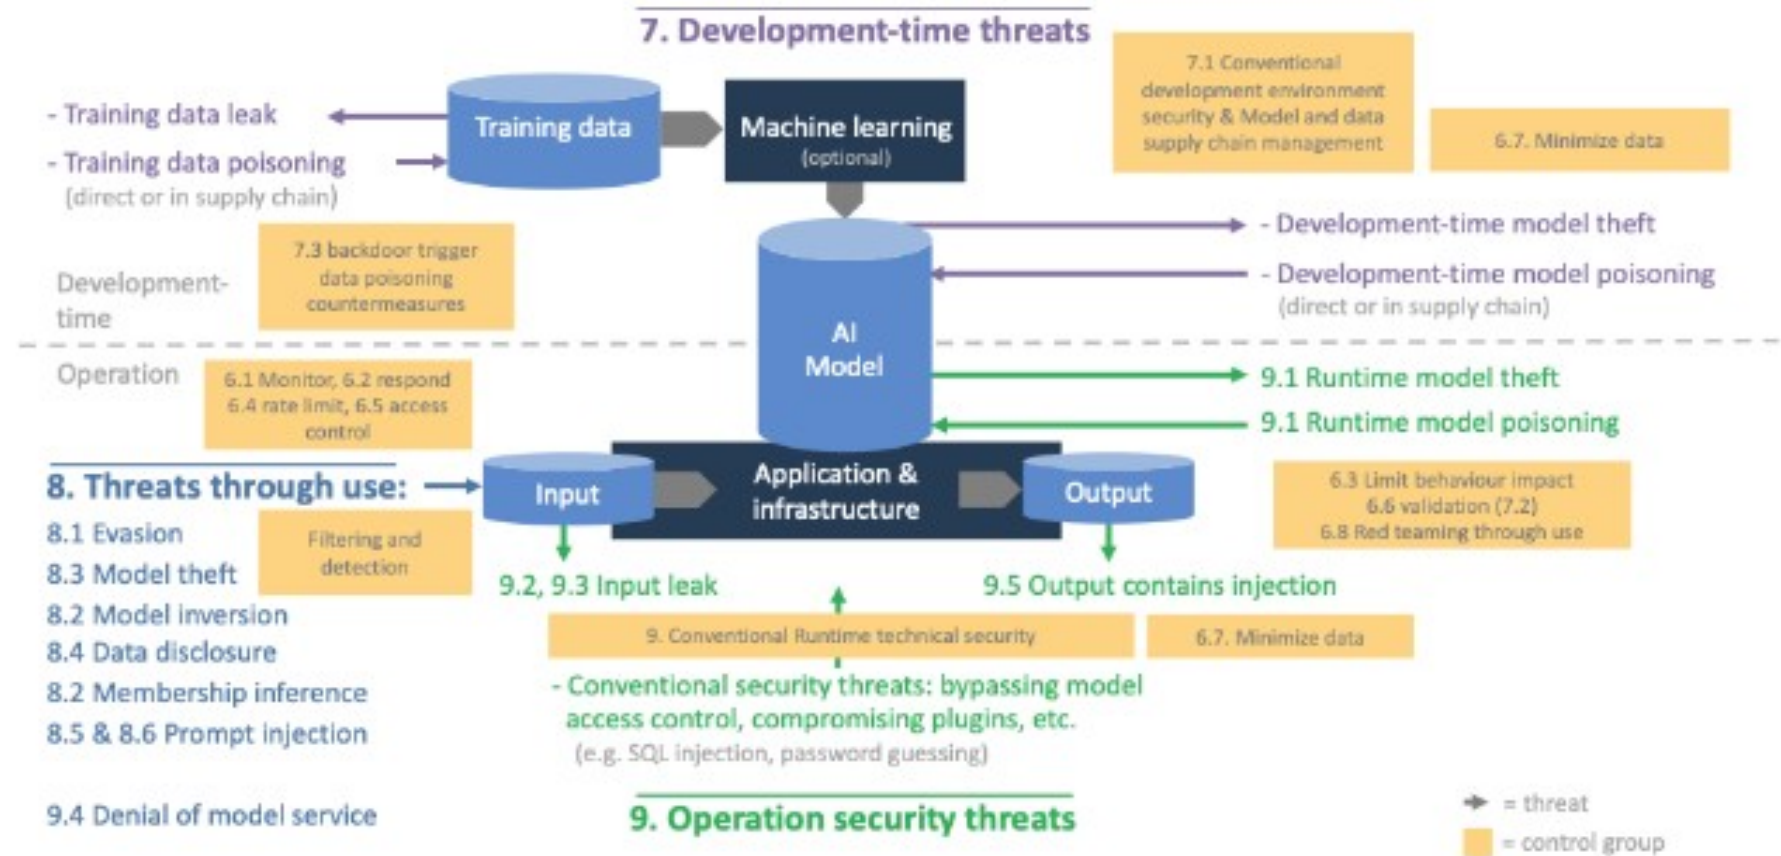 7. Development-time threats
7.1 Conventional
development environment
security & Model and data
supply chain management
6.7. Minimize data
- Training data leak
- Training data poisoning
(direct or in supply chain)
Training data
Machine learning
(optional)
7.3 backdoor trigger
data poisoning
countermeasures
- Development-time model theft
- Development-time model poisoning
(direct or in supply chain)
Development-
time
AI
Model
Operation
6.1 Monitor, 6.2 respond
6.4 rate limit, 6.5 access
control
9.1 Runtime model theft
9.1 Runtime model poisoning
8. Threats through use:
Input
Application &
infrastructure
Output
6.3 Limit behaviour impact
6.6 validation (7.2)
6.8 Red teaming through use
8.1 Evasion
8.3 Model theft
8.2 Model inversion
8.4 Data disclosure
8.2 Membership inference
8.5 & 8.6 Prompt injection
9.4 Denial of model service
Filtering and
detection
9.2, 9.3 Input leak
9.5 Output contains injection
9. Conventional Runtime technical security
6.7. Minimize data
- Conventional security threats: bypassing model
access control, compromising plugins, etc.
(e.g. SQL injection, password guessing)
9. Operation security threats
= threat
= control group